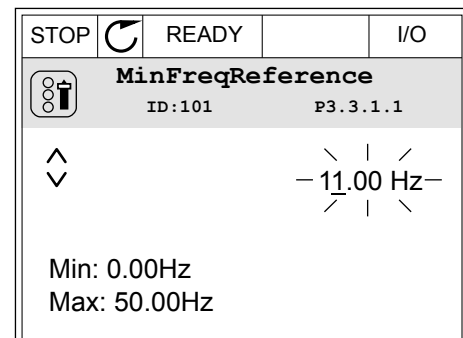 STOP READY I/O
MinFreqReference
ID:101 P3.3.1.1
11.00 Hz
Min: 0.00Hz
Max: 50.00Hz